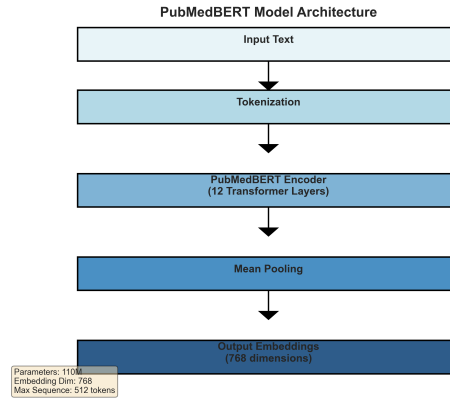 PubMedBERT Model Architecture
Input Text
Tokenization
PubMedBERT Encoder
(12 Transformer Layers)
Mean Pooling
Output Embeddings
(768 dimensions)
Parameters: 110M
Embedding Dim: 768
Max Sequence: 512 tokens